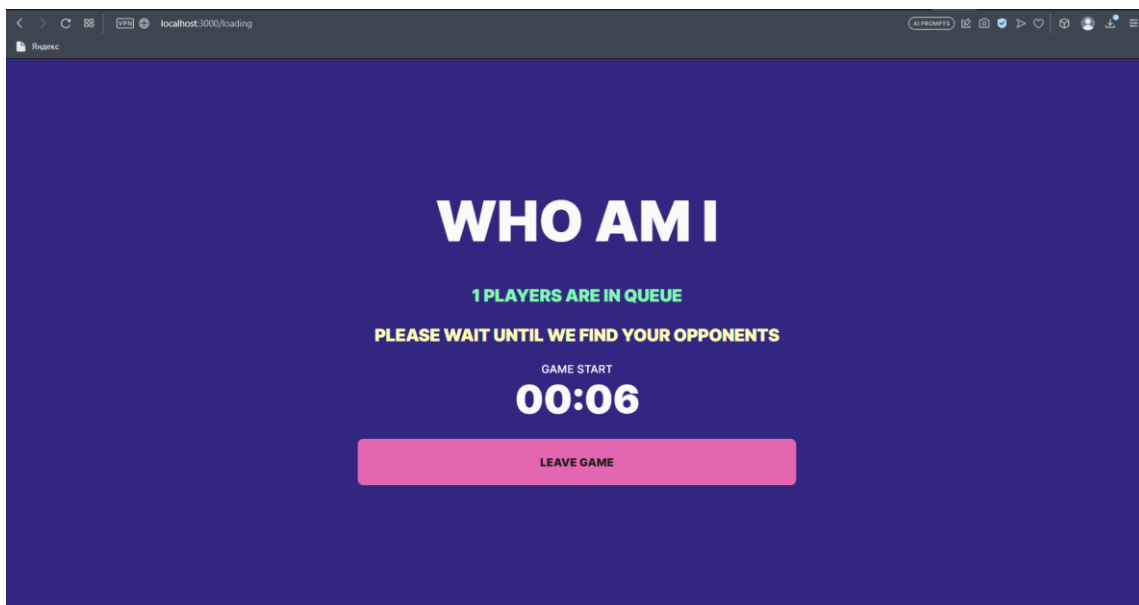 VPN localhost:3000/loading AI PROMPTS
Яндекс
WHO AM I
1 PLAYERS ARE IN QUEUE
PLEASE WAIT UNTIL WE FIND YOUR OPPONENTS
GAME START
00:06
LEAVE GAME